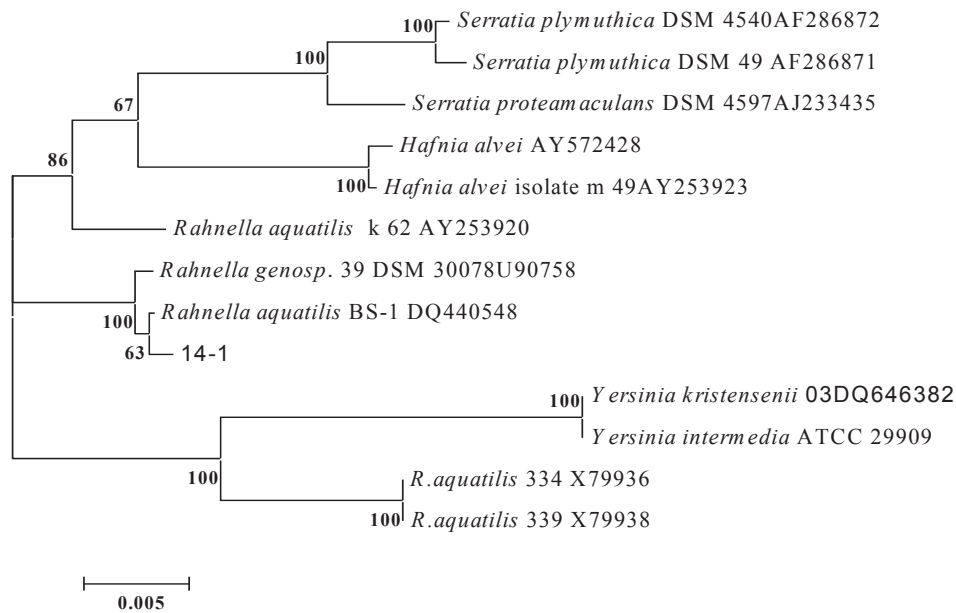 100 Serratia plymuthica DSM 4540AF286872
100 Serratia plymuthica DSM 49 AF286871
67 Serratia proteamaculans DSM 4597AJ233435
Hafnia alvei AY572428
86
100 Hafnia alvei isolate m 49AY253923
Rahnella aquatilis k 62 AY253920
Rahnella genosp. 39 DSM 30078U90758
100 Rahnella aquatilis BS-1 DQ440548
63 14-1
100 Yersinia kristensenii 03DQ646382
Yersinia intermedia ATCC 29909
100 R.aquatilis 334 X79936
100 R.aquatilis 339 X79938
0.005